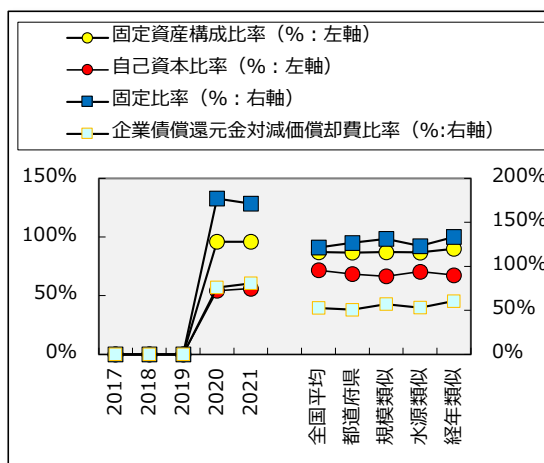 固定資産構成比率（%：左軸）
自己資本比率（%：左軸）
固定比率（%：右軸）
企業債償還元金対減価償却費比率（%:右軸）
150% 200%
150%
100% 100%
50% 50%
0% 0%
2017 2018 2019 2020 2021 全国平均 都道府県 規模類似 水源類似 経年類似